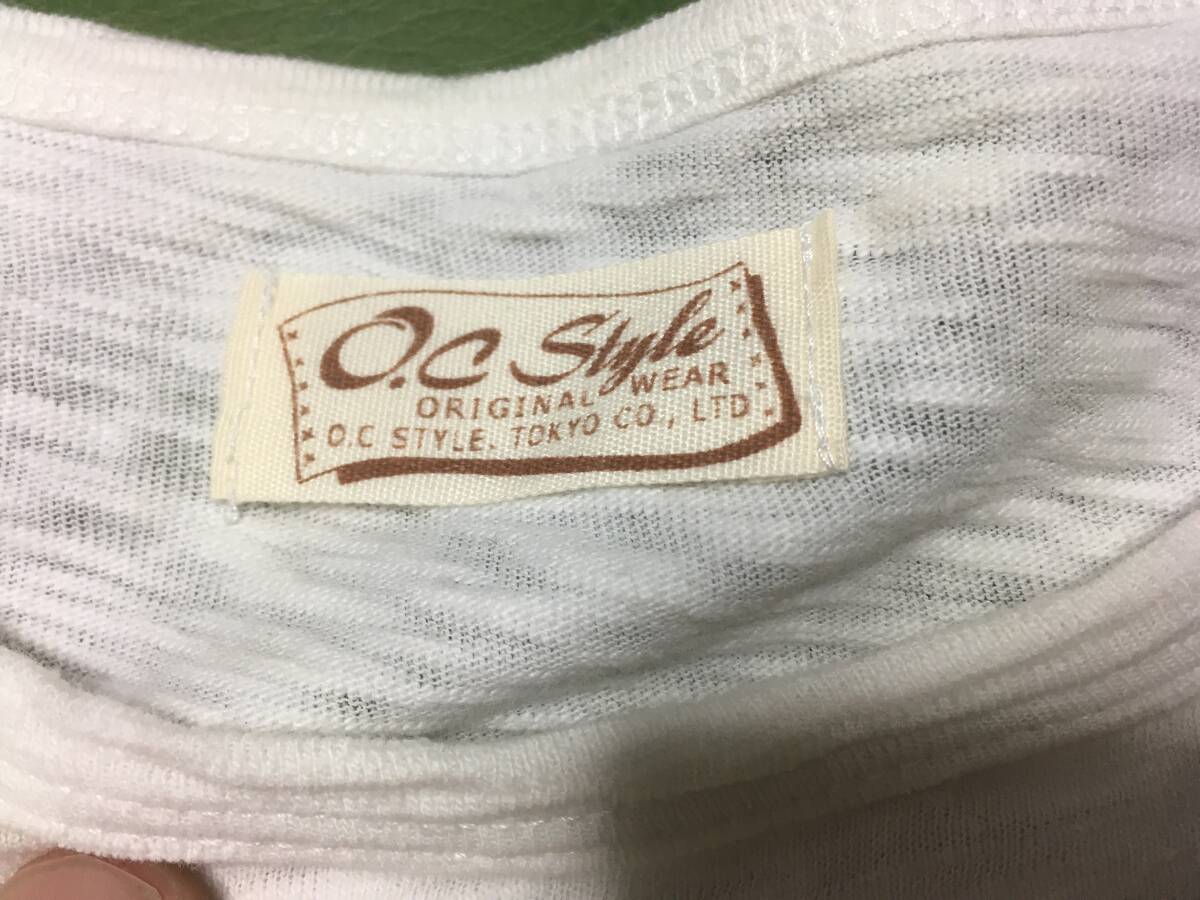 O.C Style
ORIGINAL WEAR
O.C STYLE. TOKYO CO., LTD